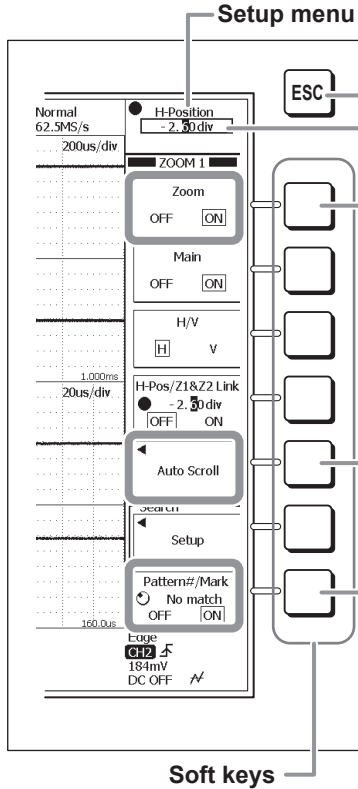 Setup menu
ESC
H-Position
-2.60div
Normal
62.5MS/s
200us/div
ZOOM 1
Zoom
OFF ON
Main
OFF ON
H/V
H V
1.000ms
20us/div
H-Pos/Z1&Z2 Link
-2.60div
OFF ON
Auto Scroll
Search
Setup
Pattern#/Mark
No match
OFF ON
160.0us
Edge
CH2
184mV
DC OFF
Soft keys